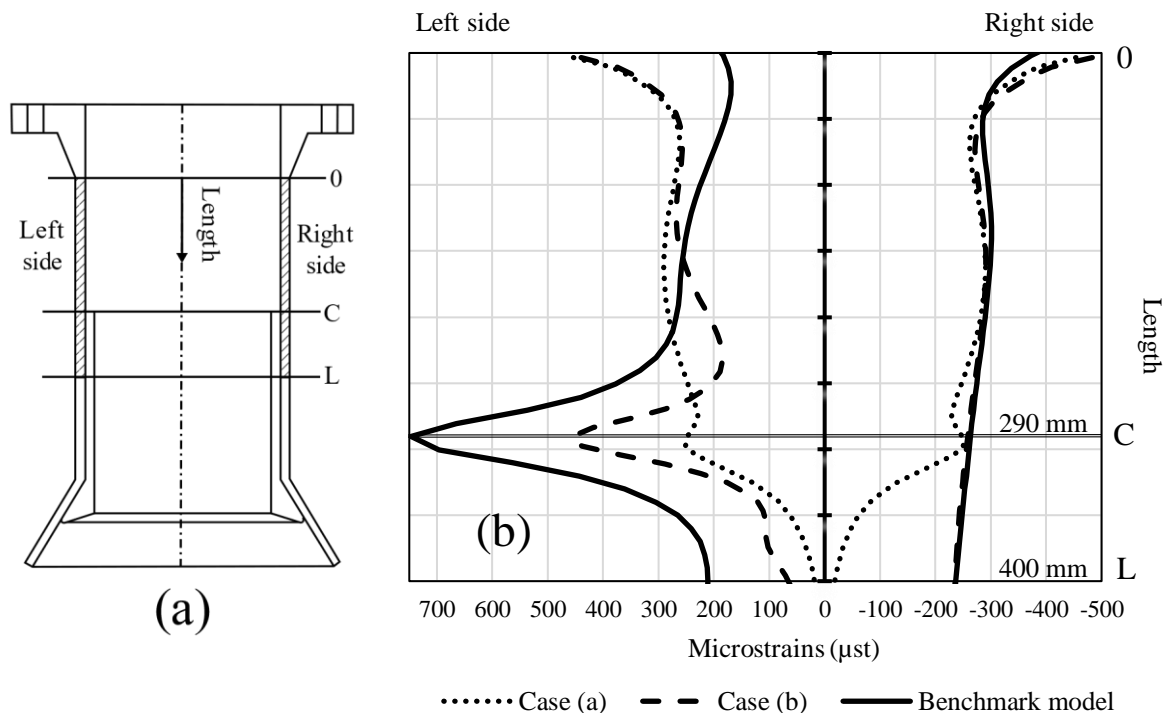 0
Length
Left
side
Right
side
C
L
(a)
Left side
Right side
0
Length
290 mm
C
(b)
400 mm
L
700 600 500 400 300 200 100 0 -100 -200 -300 -400 -500
Microstrains (µst)
Case (a) Case (b) Benchmark model